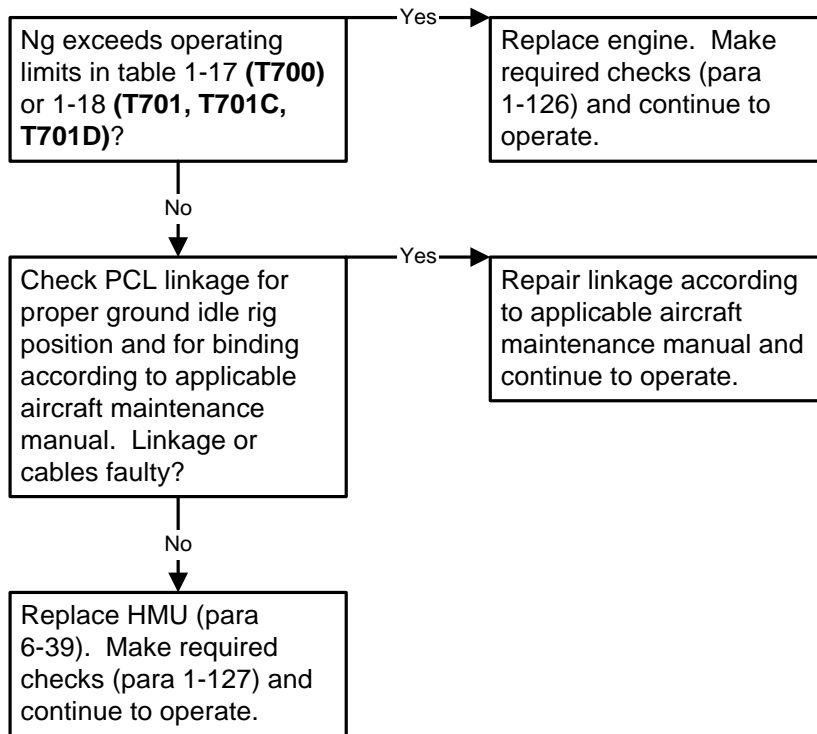 Ng exceeds operating
limits in table 1-17 (T700)
or 1-18 (T701, T701C,
T701D)?
Yes
Replace engine.  Make
required checks (para
1-126) and continue to
operate.
No
Check PCL linkage for
proper ground idle rig
position and for binding
according to applicable
aircraft maintenance
manual.  Linkage or
cables faulty?
Yes
Repair linkage according
to applicable aircraft
maintenance manual and
continue to operate.
No
Replace HMU (para
6-39).  Make required
checks (para 1-127) and
continue to operate.